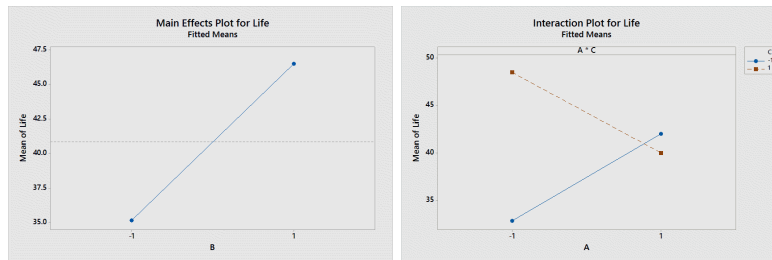 Main Effects Plot for Life
Fitted Means
47.5
45.0
42.5
40.0
37.5
35.0
Mean of Life
-1
1
B
Interaction Plot for Life
Fitted Means
A * C
50
45
40
35
Mean of Life
-1
1
A
C
-1
1